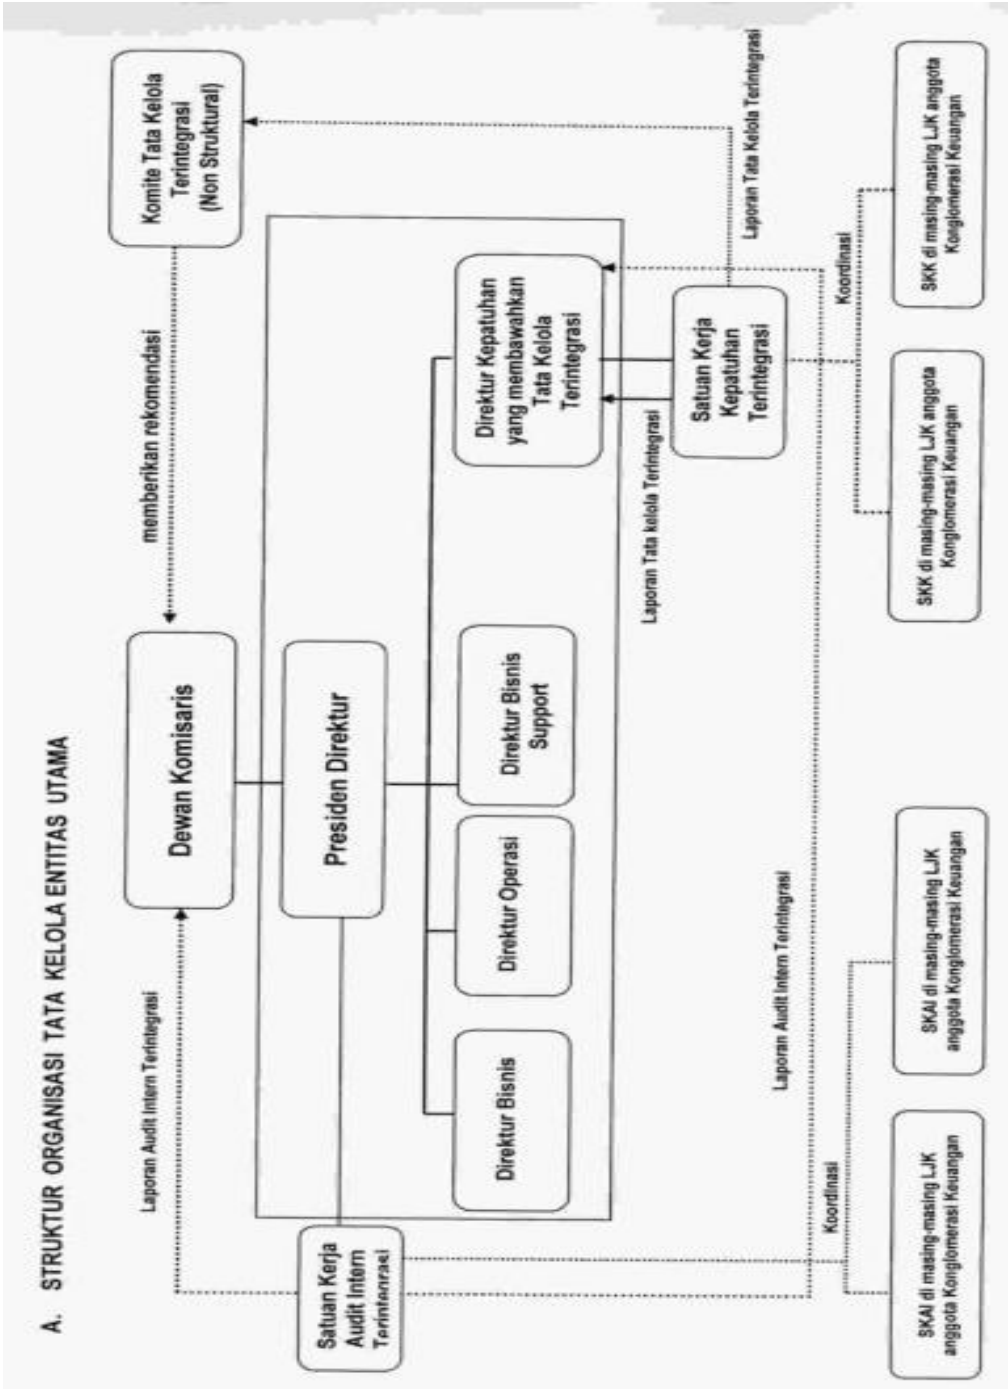 A. STRUKTUR ORGANISASI TATA KELOLA ENTITAS UTAMA
Dewan Komisaris
memberikan rekomendasi
Komite Tata Kelola
Terintegrasi
(Non Struktural)
Laporan Audit Intern Terintegrasi
Presiden Direktur
Satuan Kerja
Audit Intern
Terintegrasi
Direktur Bisnis
Direktur Operasi
Direktur Bisnis
Support
Direktur Kepatuhan
yang membawahkan
Tata Kelola
Terintegrasi
Laporan Tata kelola Terintegrasi
Satuan Kerja
Kepatuhan
Terintegrasi
Laporan Tata Kelola Terintegrasi
Laporan Audit Intern Terintegrasi
Koordinasi
Koordinasi
SKAI di masing-masing LJK
anggota Konglomerasi Keuangan
SKAI di masing-masing LJK
anggota Konglomerasi Keuangan
SKK di masing-masing LJK anggota
Konglomerasi Keuangan
SKK di masing-masing LJK anggota
Konglomerasi Keuangan